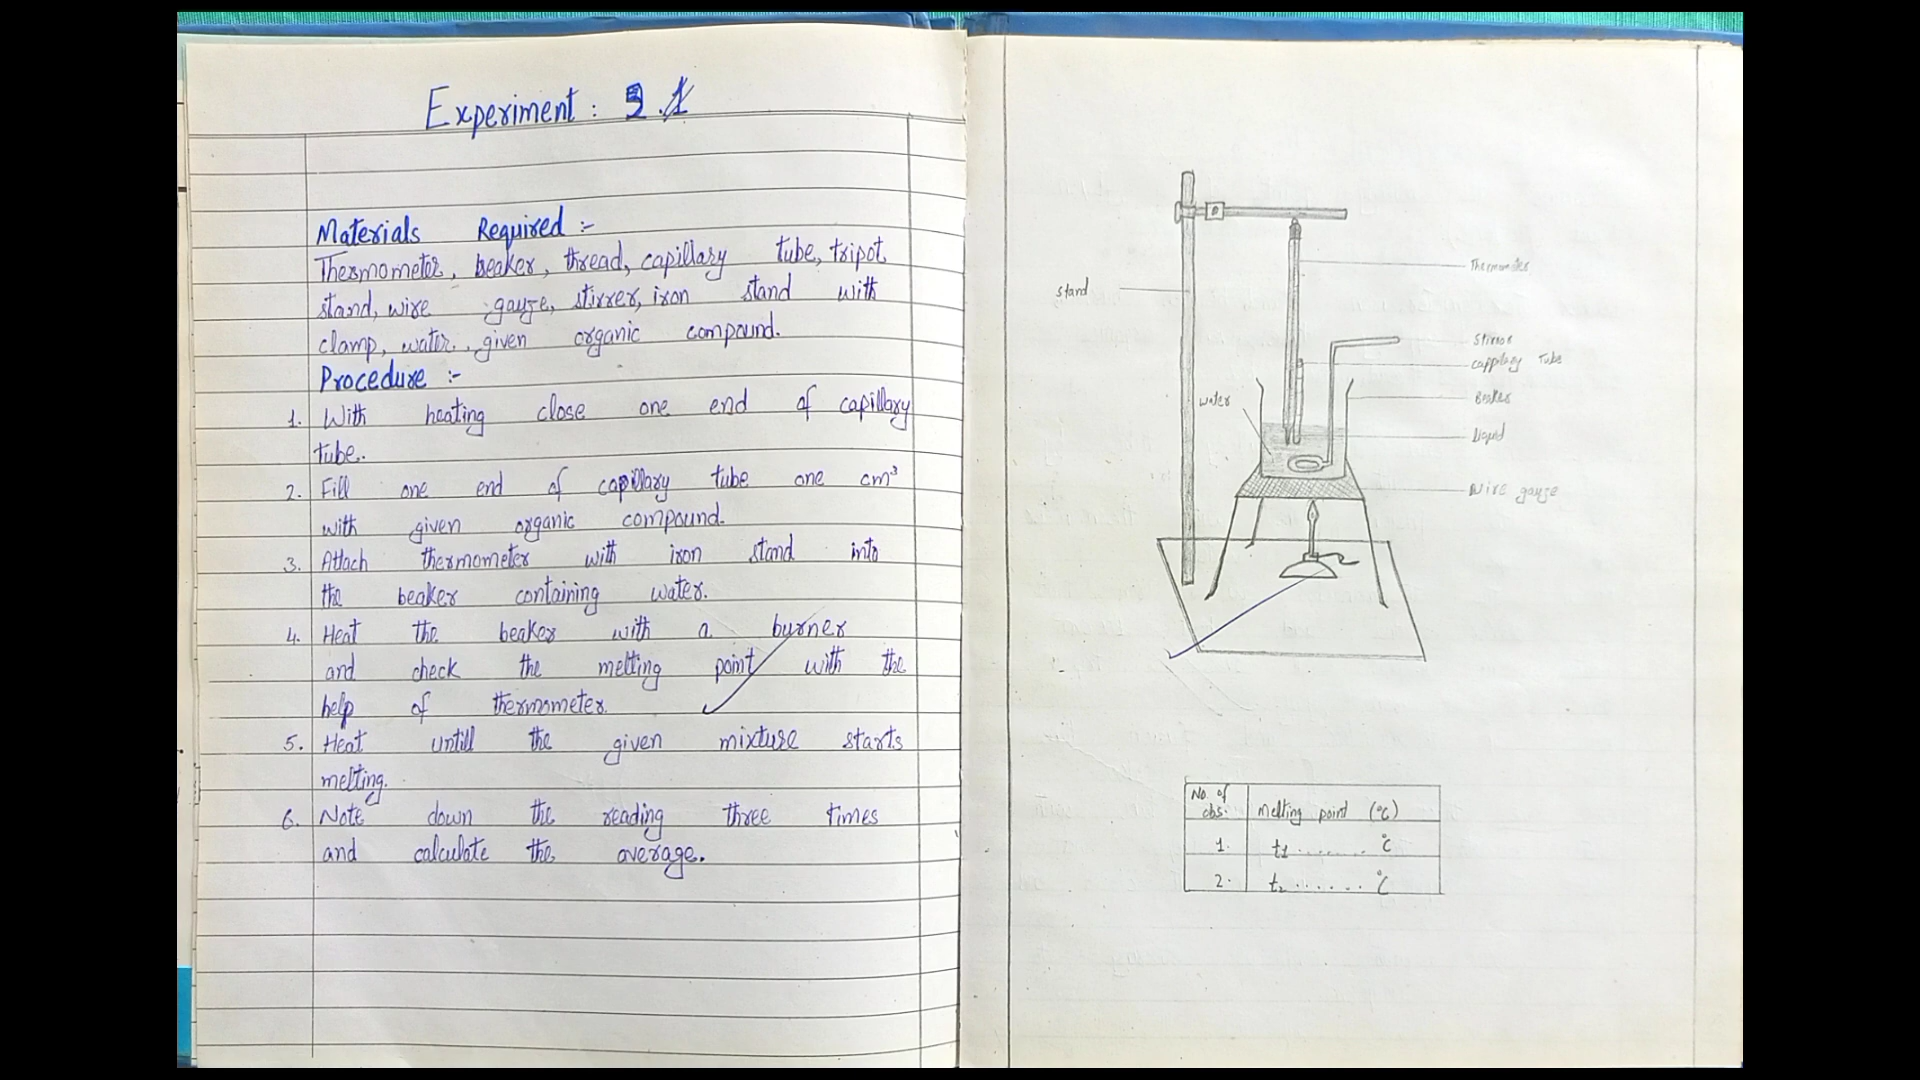 Experiment: 9.1
Materials Required :-
Thermometer, beaker, thread, capillary tube, tripot
stand, wire gauze, stirrer, iron stand with
clamp, water, given organic compound.
Procedure :-
1. With heating close one end of capillary
tube.
2. Fill one end of capillary tube one cm³
with given organic compound.
3. Attach thermometer with iron stand into
the beaker containing water.
4. Heat the beaker with a burner
and check the melting point with the
help of thermometer.
5. Heat untill the given mixture starts
melting.
6. Note down the reading three times
and calculate the average.
Thermometer
stand
Stirror
cappilary Tube
Beaker
water
Liquid
Wire gauze
No. of obs. melting point (°C)
1. t1 ....... °C
2. t2 ....... °C